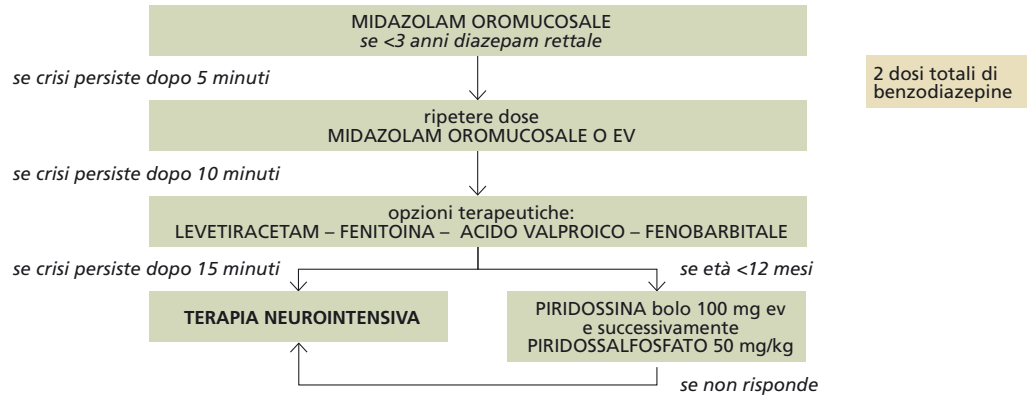 MIDAZOLAM OROMUCOSALE
se <3 anni diazepam rettale
se crisi persiste dopo 5 minuti
2 dosi totali di
benzodiazepine
ripetere dose
MIDAZOLAM OROMUCOSALE O EV
se crisi persiste dopo 10 minuti
opzioni terapeutiche:
LEVETIRACETAM – FENITOINA – ACIDO VALPROICO – FENOBARBITALE
se crisi persiste dopo 15 minuti
se età <12 mesi
TERAPIA NEUROINTENSIVA
PIRIDOSSINA bolo 100 mg ev
e successivamente
PIRIDOSSALFOSFATO 50 mg/kg
se non risponde